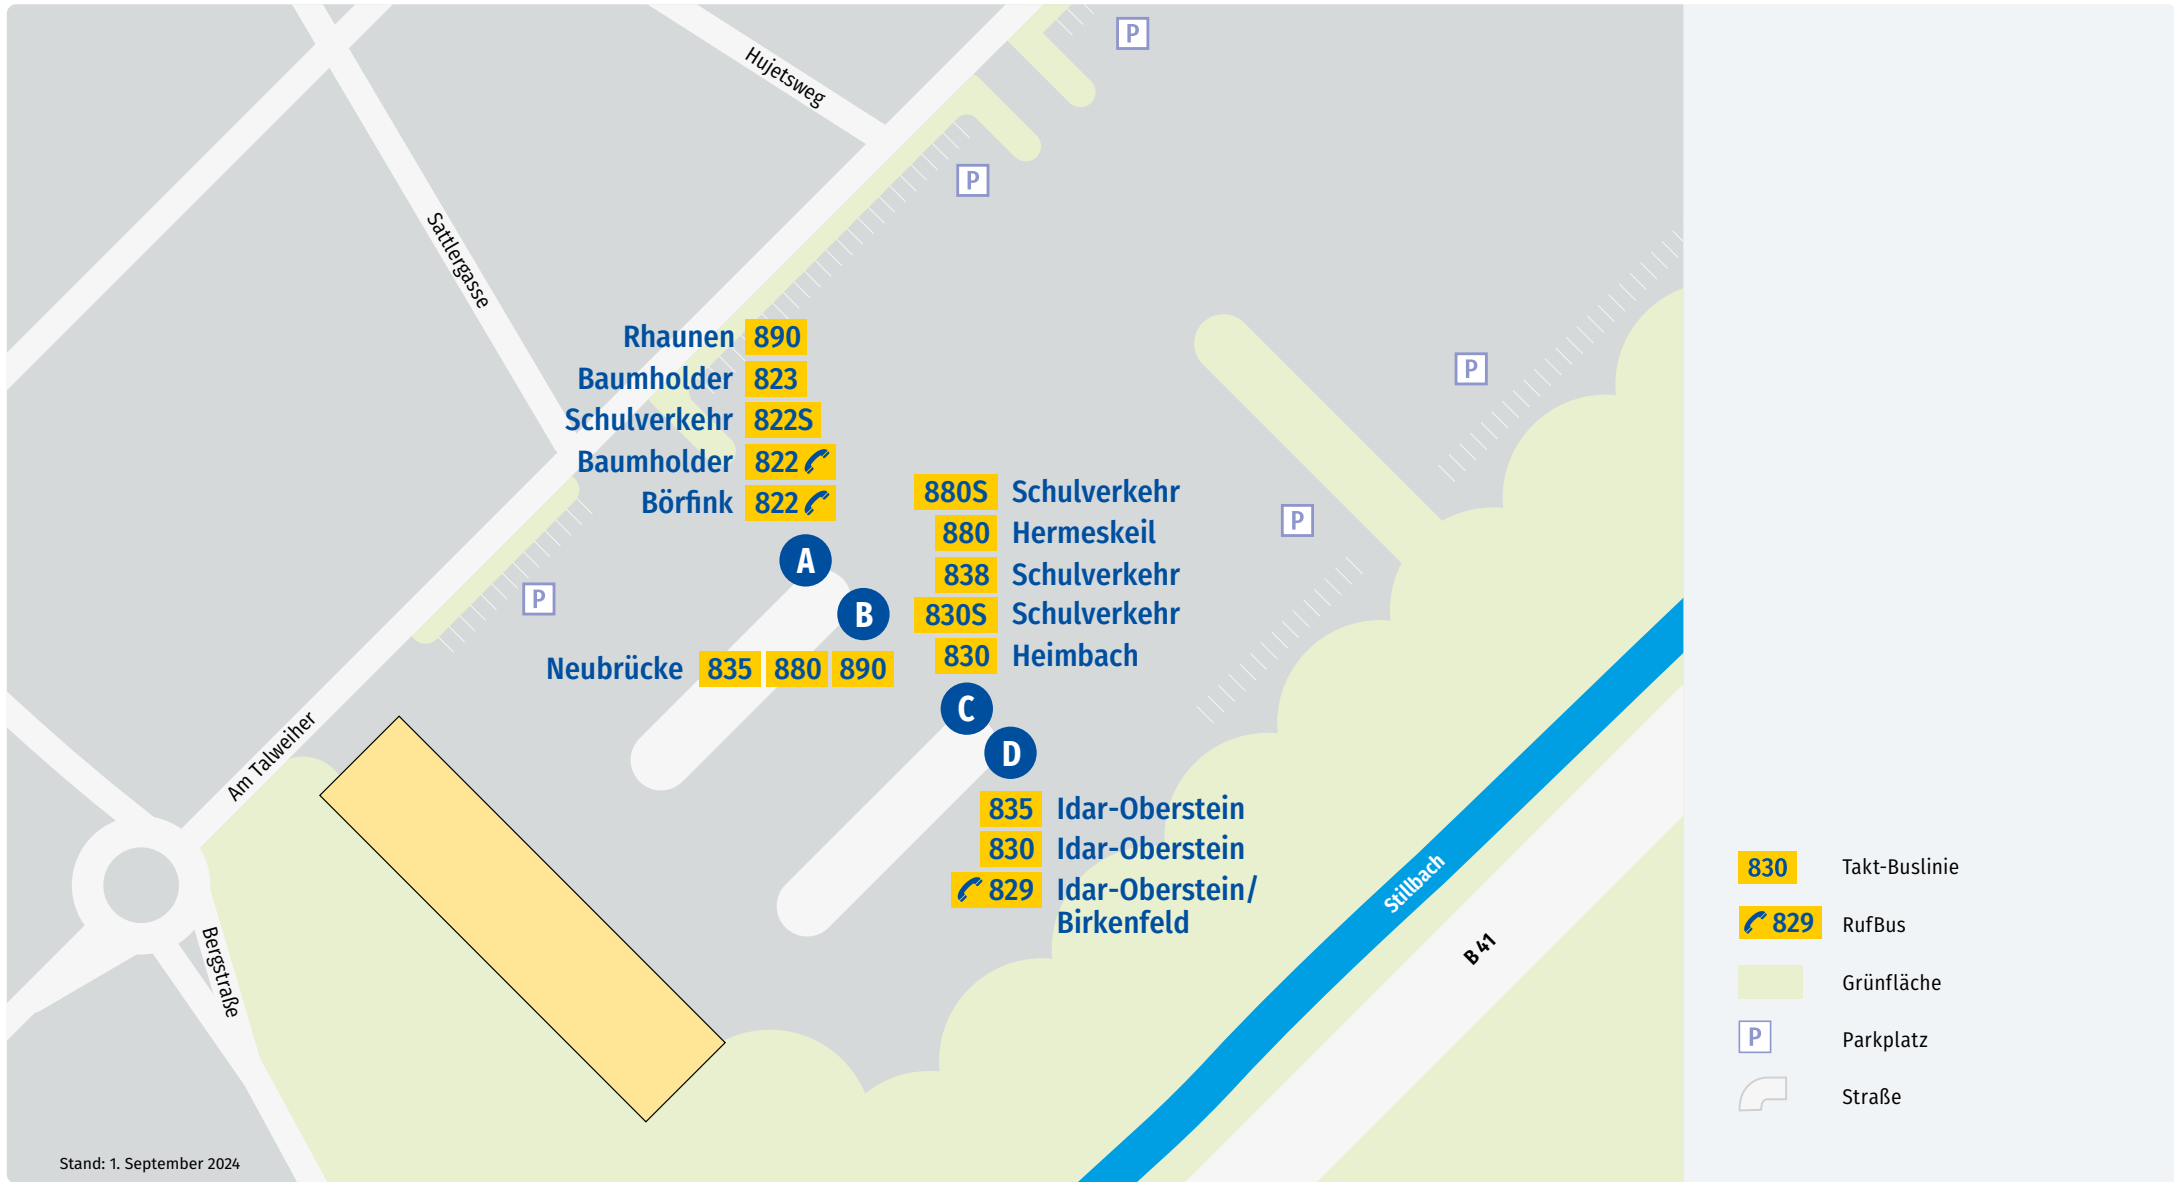 P
Hujetsweg
P
Sattlergasse
Rhaunen 890
Baumholder 823
Schulverkehr 822S
Baumholder 822
Börfink 822
A
B
Neubrücke 835 880 890
880S Schulverkehr
880 Hermeskeil
838 Schulverkehr
830S Schulverkehr
830 Heimbach
C
D
835 Idar-Oberstein
830 Idar-Oberstein
829 Idar-Oberstein/
Birkenfeld
P
P
P
Am Talweiher
Bergstraße
Stillbach
B 41
830 Takt-Buslinie
829 RufBus
Grünfläche
P Parkplatz
Straße
Stand: 1. September 2024